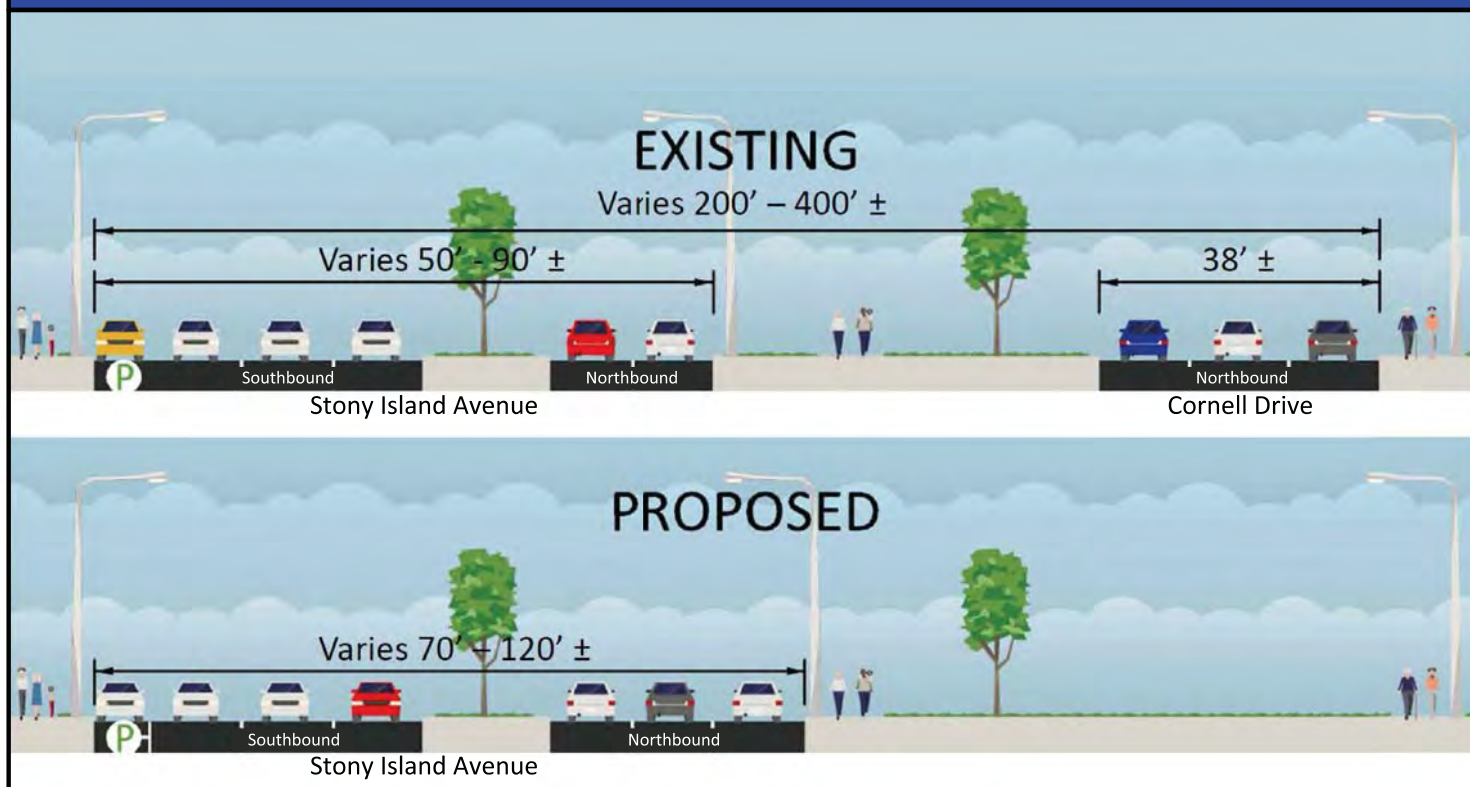 EXISTING
Varies 200’ – 400’ ±
Varies 50’ - 90’ ±
38’ ±
P
Southbound
Northbound
Northbound
Stony Island Avenue
Cornell Drive
PROPOSED
Varies 70’ – 120’ ±
P
Southbound
Northbound
Stony Island Avenue